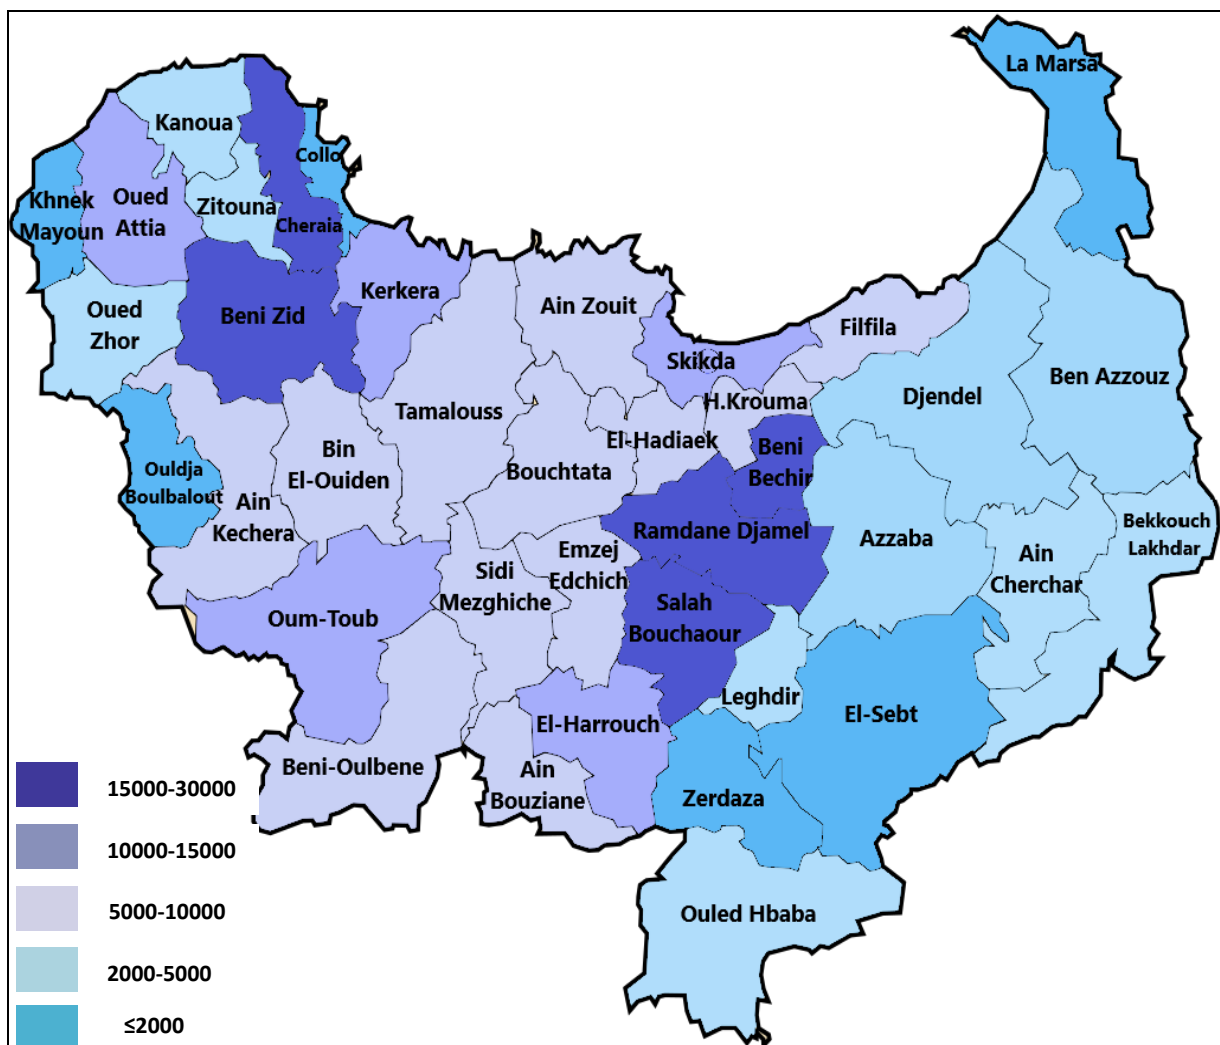 La Marsa
Kanoua
Collo
Khnek
Mayoun
Oued
Attia
Zitouna
Cheraia
Oued
Zhor
Beni Zid
Kerkera
Ain Zouit
Filfila
Skikda
Ben Azzouz
Djendel
H.Krouma
Tamalouss
El-Hadiaek
Beni
Bechir
Bin
El-Ouiden
Bouchtata
Ouldja
Boulbalout
Ain
Kechera
Ramdane Djamel
Azzaba
Bekkouch
Lakhdar
Ain
Cherchar
Emzej
Edchich
Sidi
Mezghiche
Salah
Bouchaour
Oum-Toub
Leghdir
El-Sebt
El-Harrouch
Beni-Oulbene
Ain
Bouziane
Zerdaza
Ouled Hbaba
15000-30000
10000-15000
5000-10000
2000-5000
≤2000